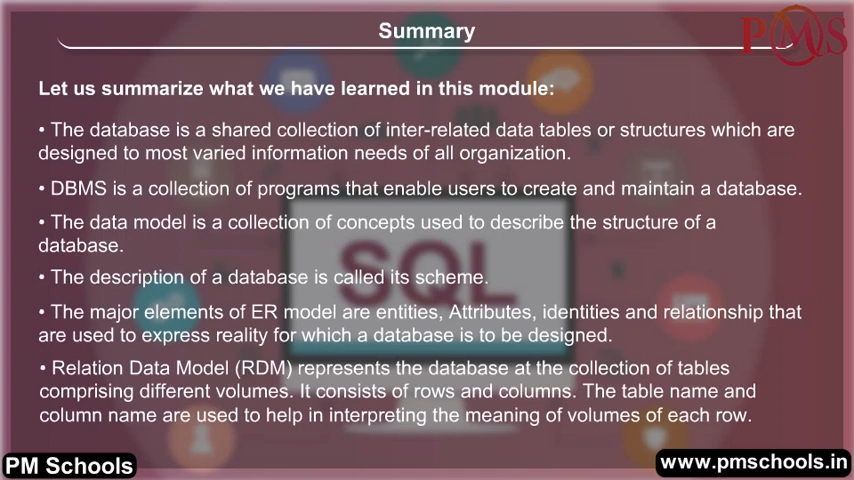 Summary
PMS
Let us summarize what we have learned in this module:
• The database is a shared collection of inter-related data tables or structures which are
designed to most varied information needs of all organization.
• DBMS is a collection of programs that enable users to create and maintain a database.
• The data model is a collection of concepts used to describe the structure of a
database.
• The description of a database is called its scheme.
SQL
• The major elements of ER model are entities, Attributes, identities and relationship that
are used to express reality for which a database is to be designed.
• Relation Data Model (RDM) represents the database at the collection of tables
comprising different volumes. It consists of rows and columns. The table name and
column name are used to help in interpreting the meaning of volumes of each row.
PM Schools
www.pmschools.in